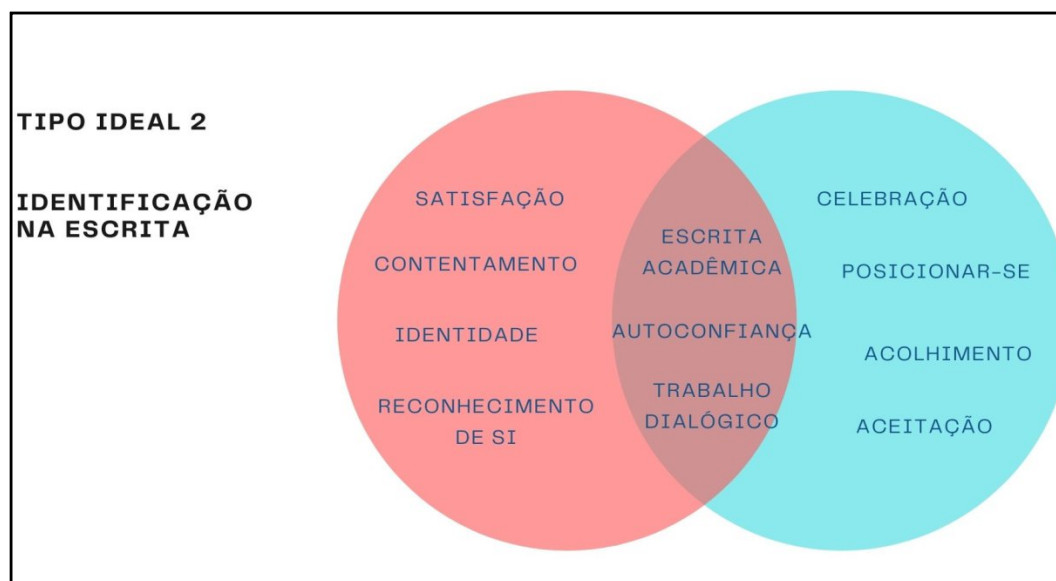 TIPO IDEAL 2
IDENTIFICAÇÃO
NA ESCRITA
SATISFAÇÃO
CONTENTAMENTO
IDENTIDADE
RECONHECIMENTO
DE SI
ESCRITA
ACADÊMICA
AUTOCONFIANÇA
TRABALHO
DIALÓGICO
CELEBRAÇÃO
POSICIONAR-SE
ACOLHIMENTO
ACEITAÇÃO